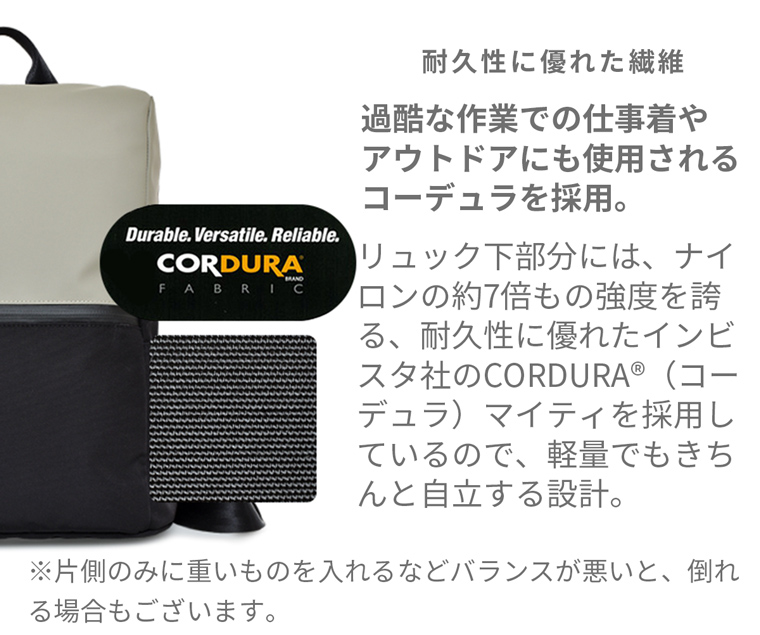 耐久性に優れた繊維
過酷な作業での仕事着や
アウトドアにも使用される
コーデュラを採用。
Durable. Versatile. Reliable.
CORDURA®
BRAND
FABRIC
リュック下部分には、ナイ
ロンの約7倍もの強度を誇
る、耐久性に優れたインビ
スタ社のCORDURA®（コー
デュラ）マイティを採用し
ているので、軽量でもきち
んと自立する設計。
※片側のみに重いものを入れるなどバランスが悪いと、倒れ
る場合もございます。